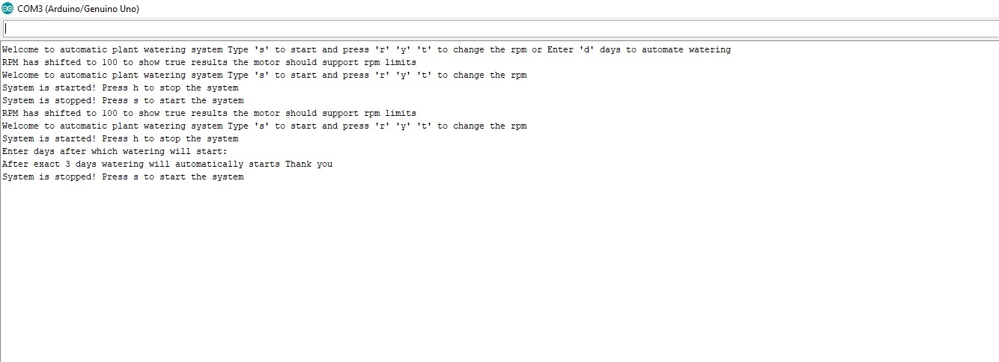 COM3 (Arduino/Genuino Uno)
Welcome to automatic plant watering system Type 's' to start and press 'r' 'y' 't' to change the rpm or Enter 'd' days to automate watering
RPM has shifted to 100 to show true results the motor should support rpm limits
Welcome to automatic plant watering system Type 's' to start and press 'r' 'y' 't' to change the rpm
System is started! Press h to stop the system
System is stopped! Press s to start the system
RPM has shifted to 100 to show true results the motor should support rpm limits
Welcome to automatic plant watering system Type 's' to start and press 'r' 'y' 't' to change the rpm
System is started! Press h to stop the system
Enter days after which watering will start:
After exact 3 days watering will automatically starts Thank you
System is stopped! Press s to start the system